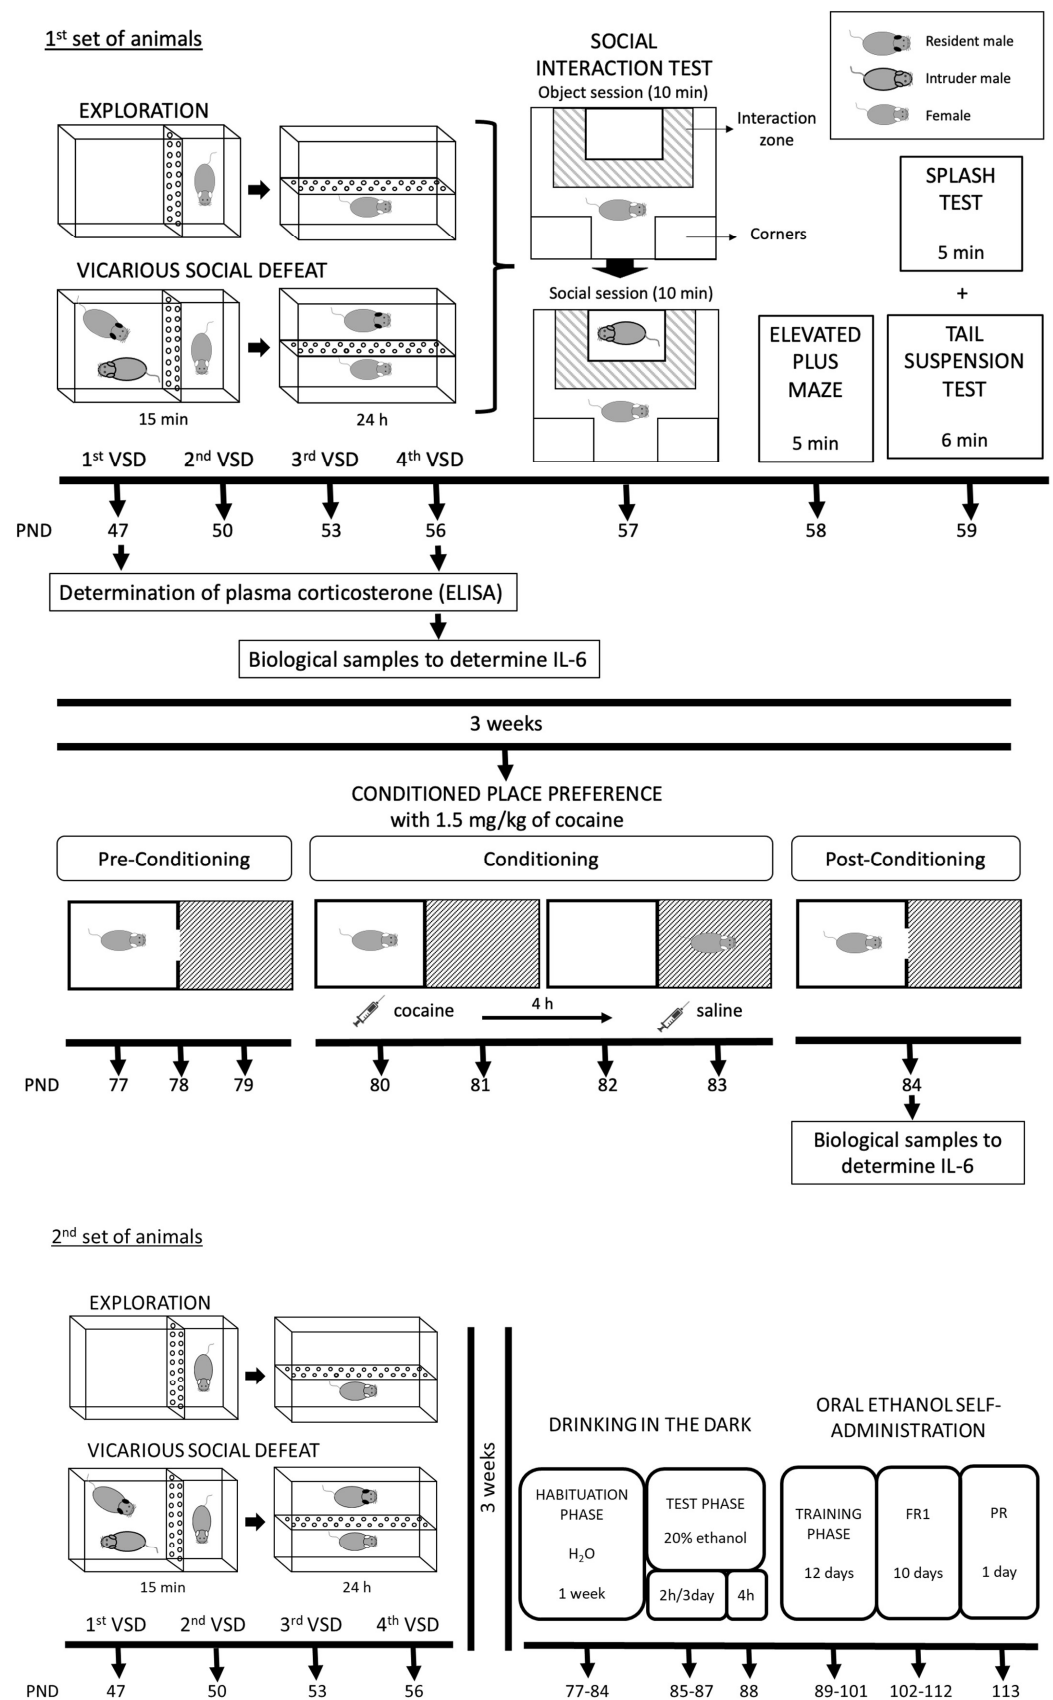 1st set of animals
EXPLORATION
VICARIOUS SOCIAL DEFEAT
15 min
24 h
SOCIAL
INTERACTION TEST
Object session (10 min)
Interaction
zone
Corners
Social session (10 min)
Resident male
Intruder male
Female
SPLASH
TEST
5 min
+
ELEVATED
PLUS
MAZE
5 min
TAIL
SUSPENSION
TEST
6 min
1st VSD 2nd VSD 3rd VSD 4th VSD
PND 47 50 53 56 57 58 59
Determination of plasma corticosterone (ELISA)
Biological samples to determine IL-6
3 weeks
CONDITIONED PLACE PREFERENCE
with 1.5 mg/kg of cocaine
Pre-Conditioning
Conditioning
Post-Conditioning
cocaine
4 h
saline
PND 77 78 79 80 81 82 83 84
Biological samples to
determine IL-6
2nd set of animals
EXPLORATION
VICARIOUS SOCIAL DEFEAT
15 min
24 h
1st VSD 2nd VSD 3rd VSD 4th VSD
3 weeks
DRINKING IN THE DARK
HABITUATION
PHASE
H2O
1 week
TEST PHASE
20% ethanol
2h/3day
4h
ORAL ETHANOL SELF-
ADMINISTRATION
TRAINING
PHASE
12 days
FR1
10 days
PR
1 day
PND 47 50 53 56 77-84 85-87 88 89-101 102-112 113